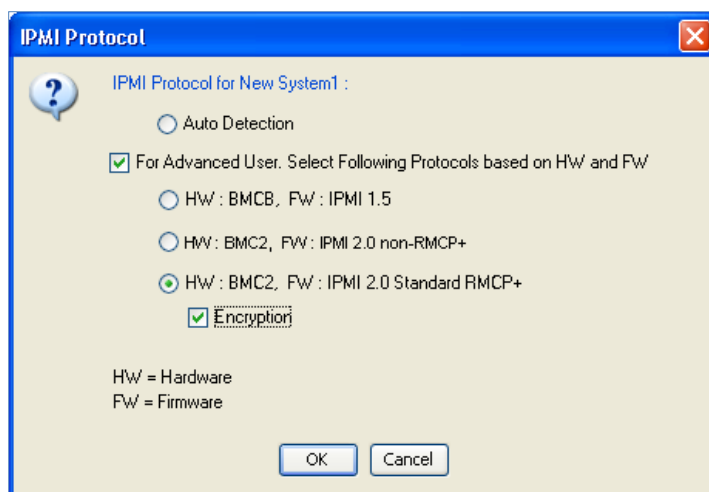 IPMI Protocol
IPMI Protocol for New System1 :
Auto Detection
For Advanced User. Select Following Protocols based on HW and FW
HW : BMCB, FW : IPMI 1.5
HW : BMC2, FW : IPMI 2.0 non-RMCP+
HW : BMC2, FW : IPMI 2.0 Standard RMCP+
Encryption
HW = Hardware
FW = Firmware
OK Cancel